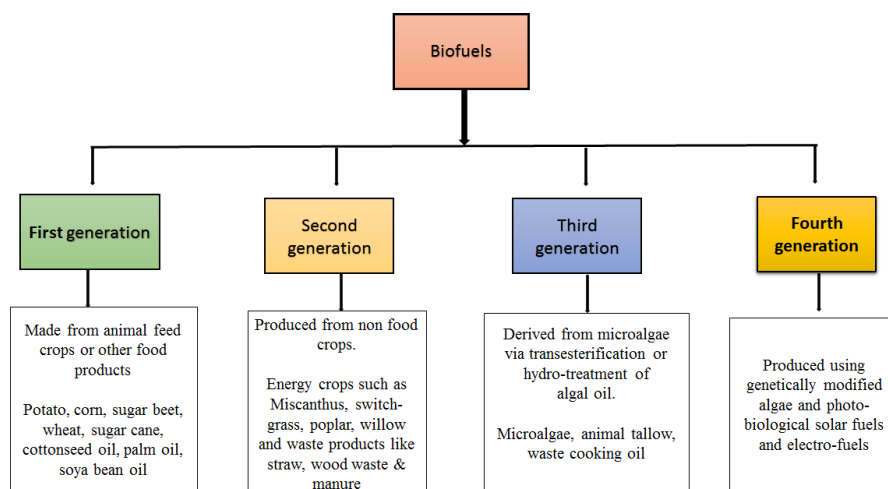 Biofuels
First generation
Made from animal feed
crops or other food
products
Potato, corn, sugar beet,
wheat, sugar cane,
cottonseed oil, palm oil,
soya bean oil
Second
generation
Produced from non food
crops.
Energy crops such as
Miscanthus, switch-
grass, poplar, willow
and waste products like
straw, wood waste &
manure
Third
generation
Derived from microalgae
via transesterification or
hydro-treatment of
algal oil.
Microalgae, animal tallow,
waste cooking oil
Fourth
generation
Produced using
genetically modified
algae and photo-
biological solar fuels
and electro-fuels